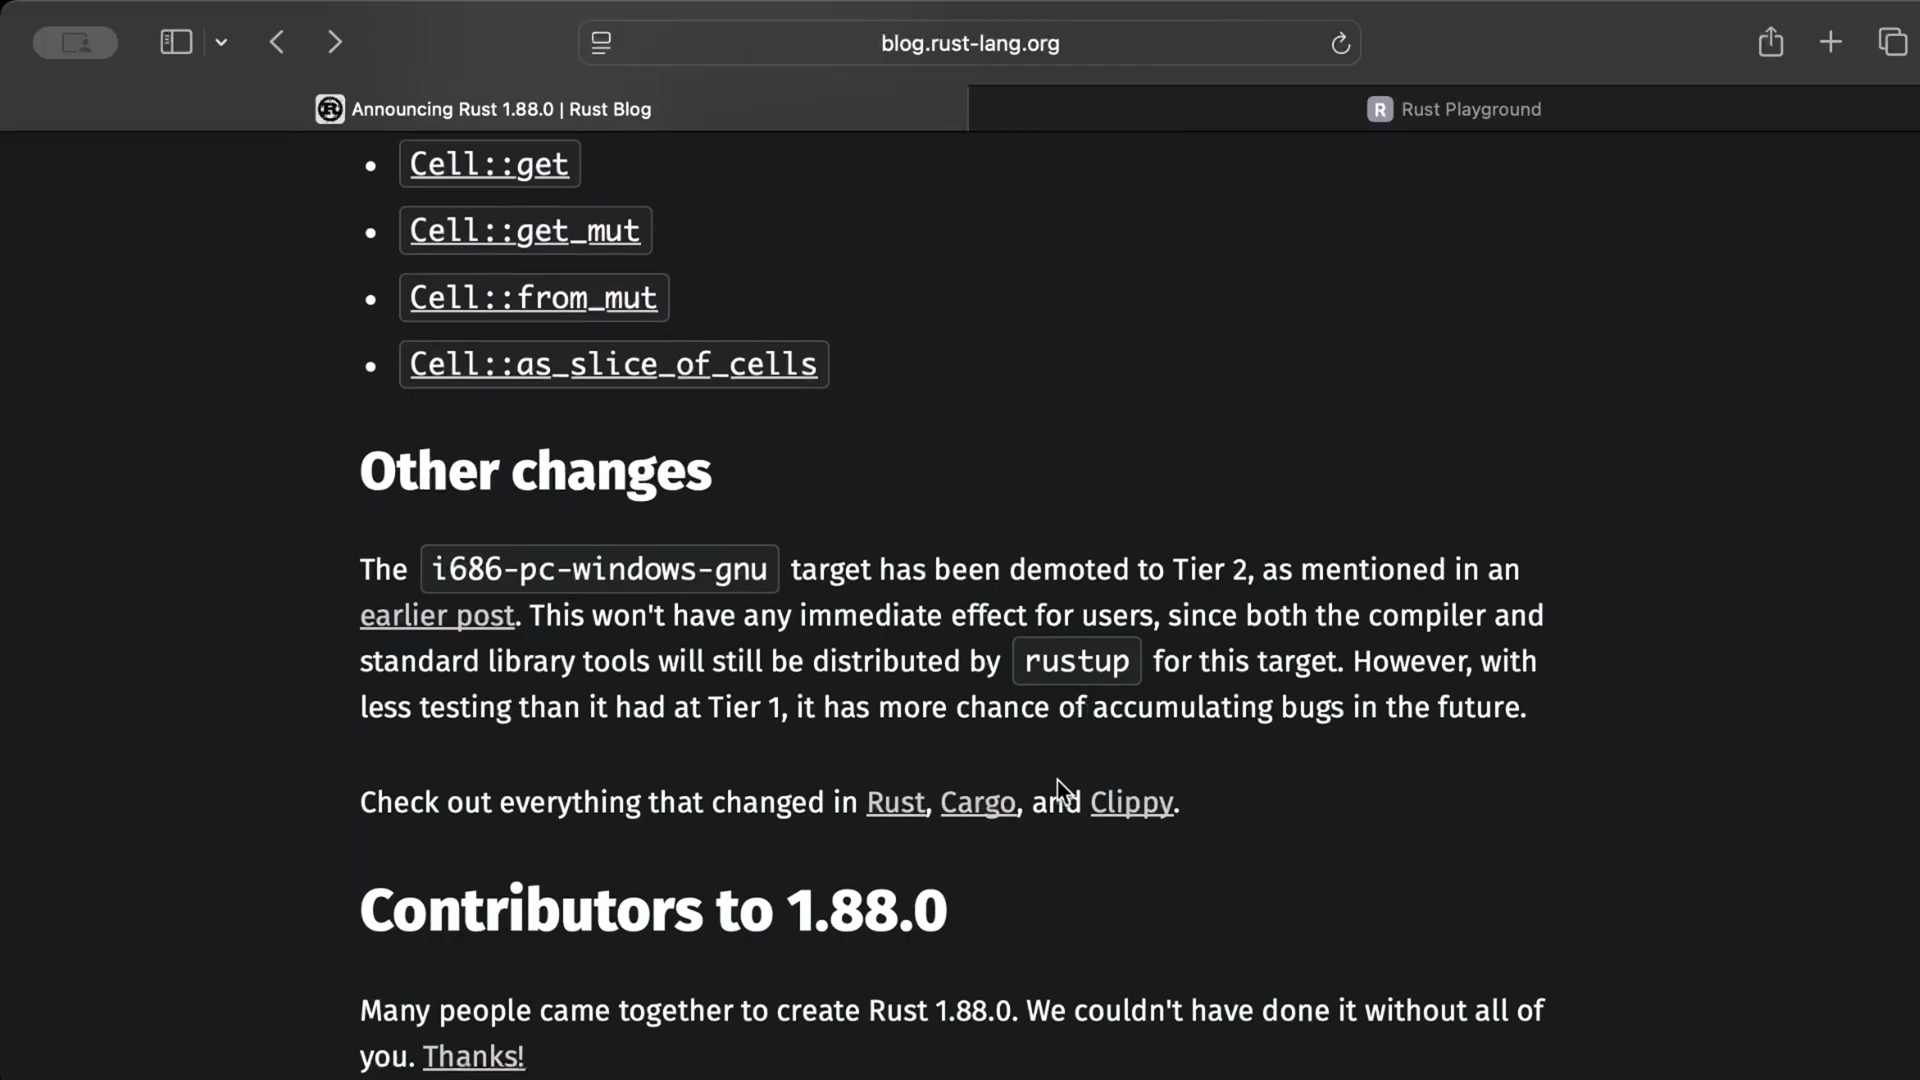 blog.rust-lang.org
Announcing Rust 1.88.0 | Rust Blog
R Rust Playground
• Cell::get
• Cell::get_mut
• Cell::from_mut
• Cell::as_slice_of_cells
Other changes
The i686-pc-windows-gnu target has been demoted to Tier 2, as mentioned in an
earlier post. This won't have any immediate effect for users, since both the compiler and
standard library tools will still be distributed by rustup for this target. However, with
less testing than it had at Tier 1, it has more chance of accumulating bugs in the future.
Check out everything that changed in Rust, Cargo, and Clippy.
Contributors to 1.88.0
Many people came together to create Rust 1.88.0. We couldn't have done it without all of
you. Thanks!